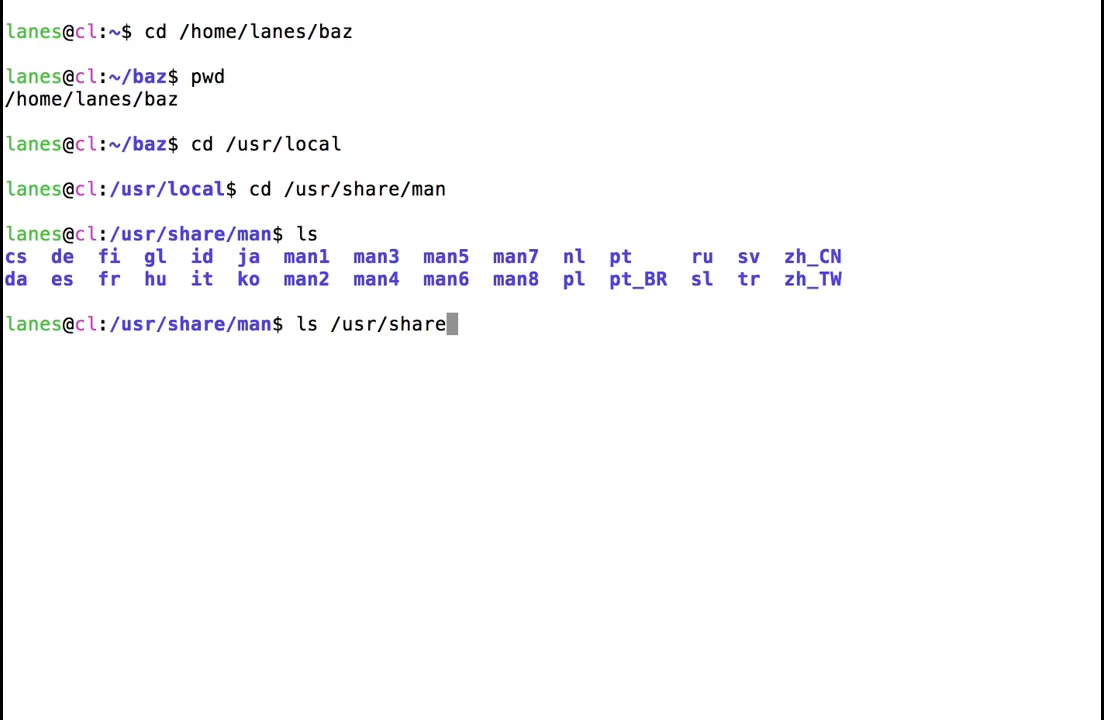 lanes@cl:~$ cd /home/lanes/baz
lanes@cl:~/baz$ pwd
/home/lanes/baz
lanes@cl:~/baz$ cd /usr/local
lanes@cl:/usr/local$ cd /usr/share/man
lanes@cl:/usr/share/man$ ls
cs  de  fi  gl  id  ja  man1  man3  man5  man7  nl  pt     ru  sv  zh_CN
da  es  fr  hu  it  ko  man2  man4  man6  man8  pl  pt_BR  sl  tr  zh_TW
lanes@cl:/usr/share/man$ ls /usr/share